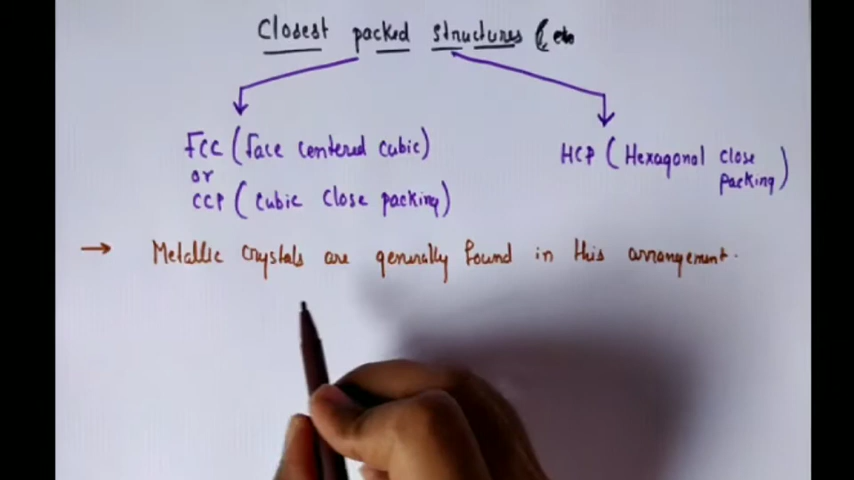 Closest packed structures (
FCC (face centered cubic)
or
CCP (Cubic Close packing)
HCP (Hexagonal close packing)
→ Metallic crystals are generally found in this arrangement.